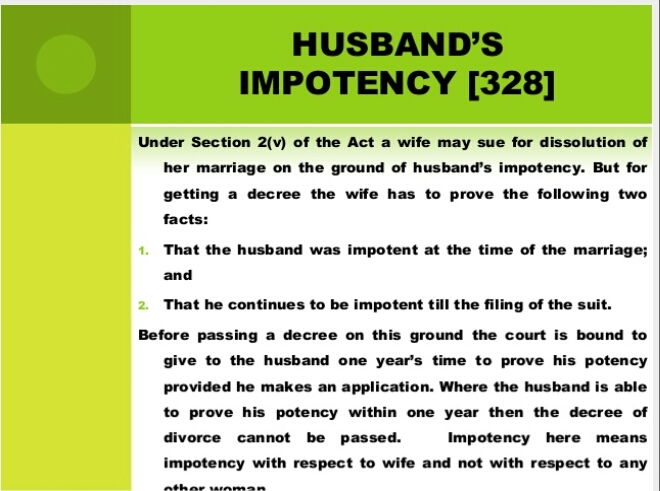 HUSBAND'S
IMPOTENCY [328]
Under Section 2(v) of the Act a wife may sue for dissolution of
her marriage on the ground of husband's impotency. But for
getting a decree the wife has to prove the following two
facts:
1. That the husband was impotent at the time of the marriage;
and
2. That he continues to be impotent till the filing of the suit.
Before passing a decree on this ground the court is bound to
give to the husband one year's time to prove his potency
provided he makes an application. Where the husband is able
to prove his potency within one year then the decree of
divorce cannot be passed. Impotency here means
impotency with respect to wife and not with respect to any
other woman